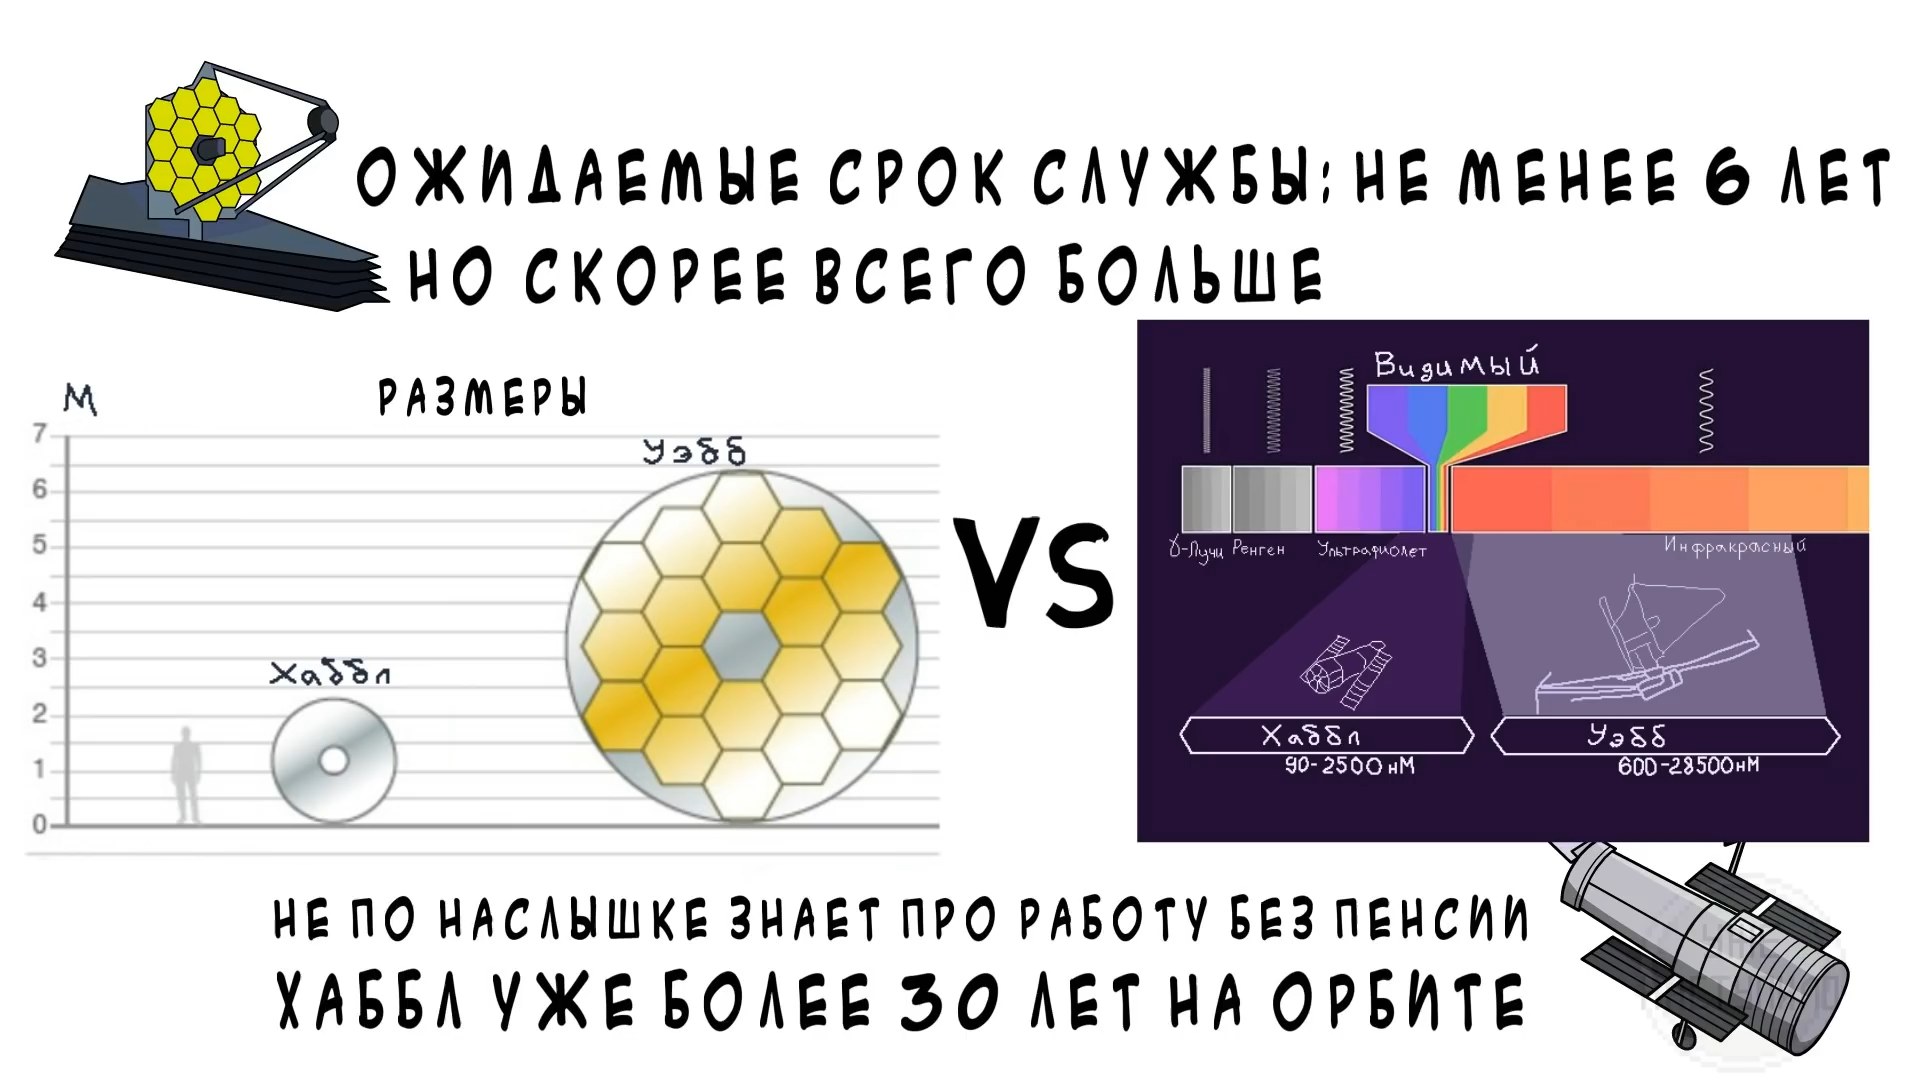 ОЖИДАЕМЫЕ СРОК СЛУЖБЫ: НЕ МЕНЕЕ 6 ЛЕТ
НО СКОРЕЕ ВСЕГО БОЛЬШЕ
РАЗМЕРЫ
М
7
6
5
4
3
2
1
0
Уэбб
Хаббл
VS
Видимый
γ-Лучи Ренген Ультрафиолет Инфракрасный
Хаббл
90-2500нМ
Уэбб
600-28500нМ
НЕ ПО НАСЛЫШКЕ ЗНАЕТ ПРО РАБОТУ БЕЗ ПЕНСИИ
ХАББЛ УЖЕ БОЛЕЕ 30 ЛЕТ НА ОРБИТЕ